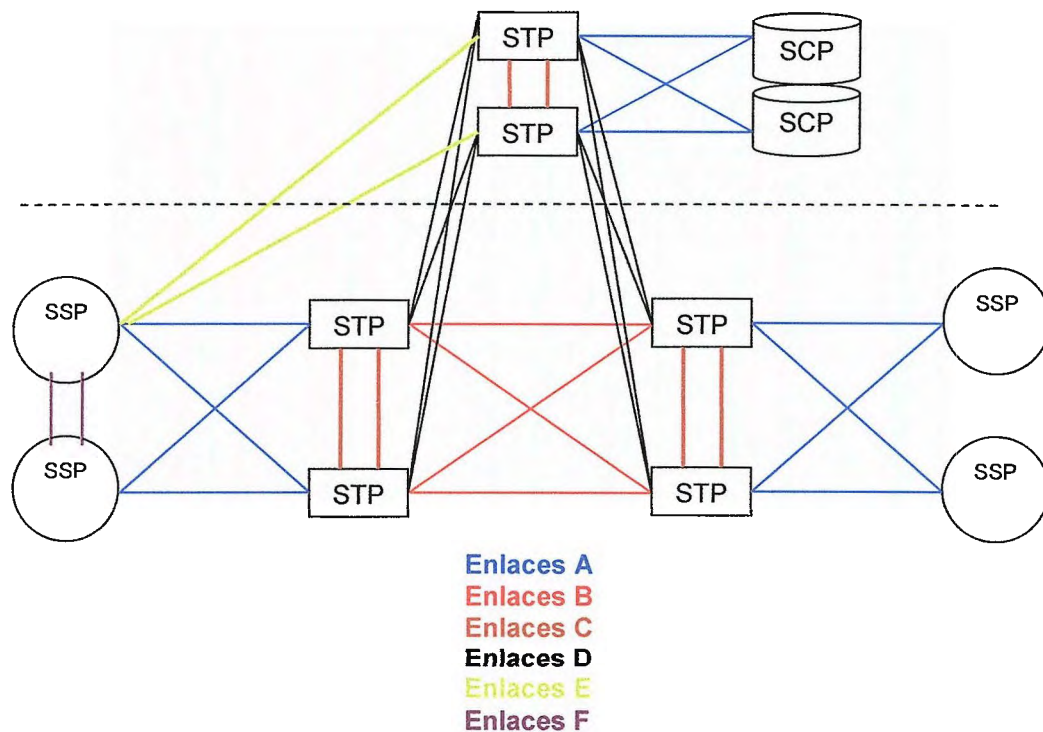 STP
SCP
STP
SCP
SSP
STP
STP
SSP
SSP
STP
STP
SSP
Enlaces A
Enlaces B
Enlaces C
Enlaces D
Enlaces E
Enlaces F